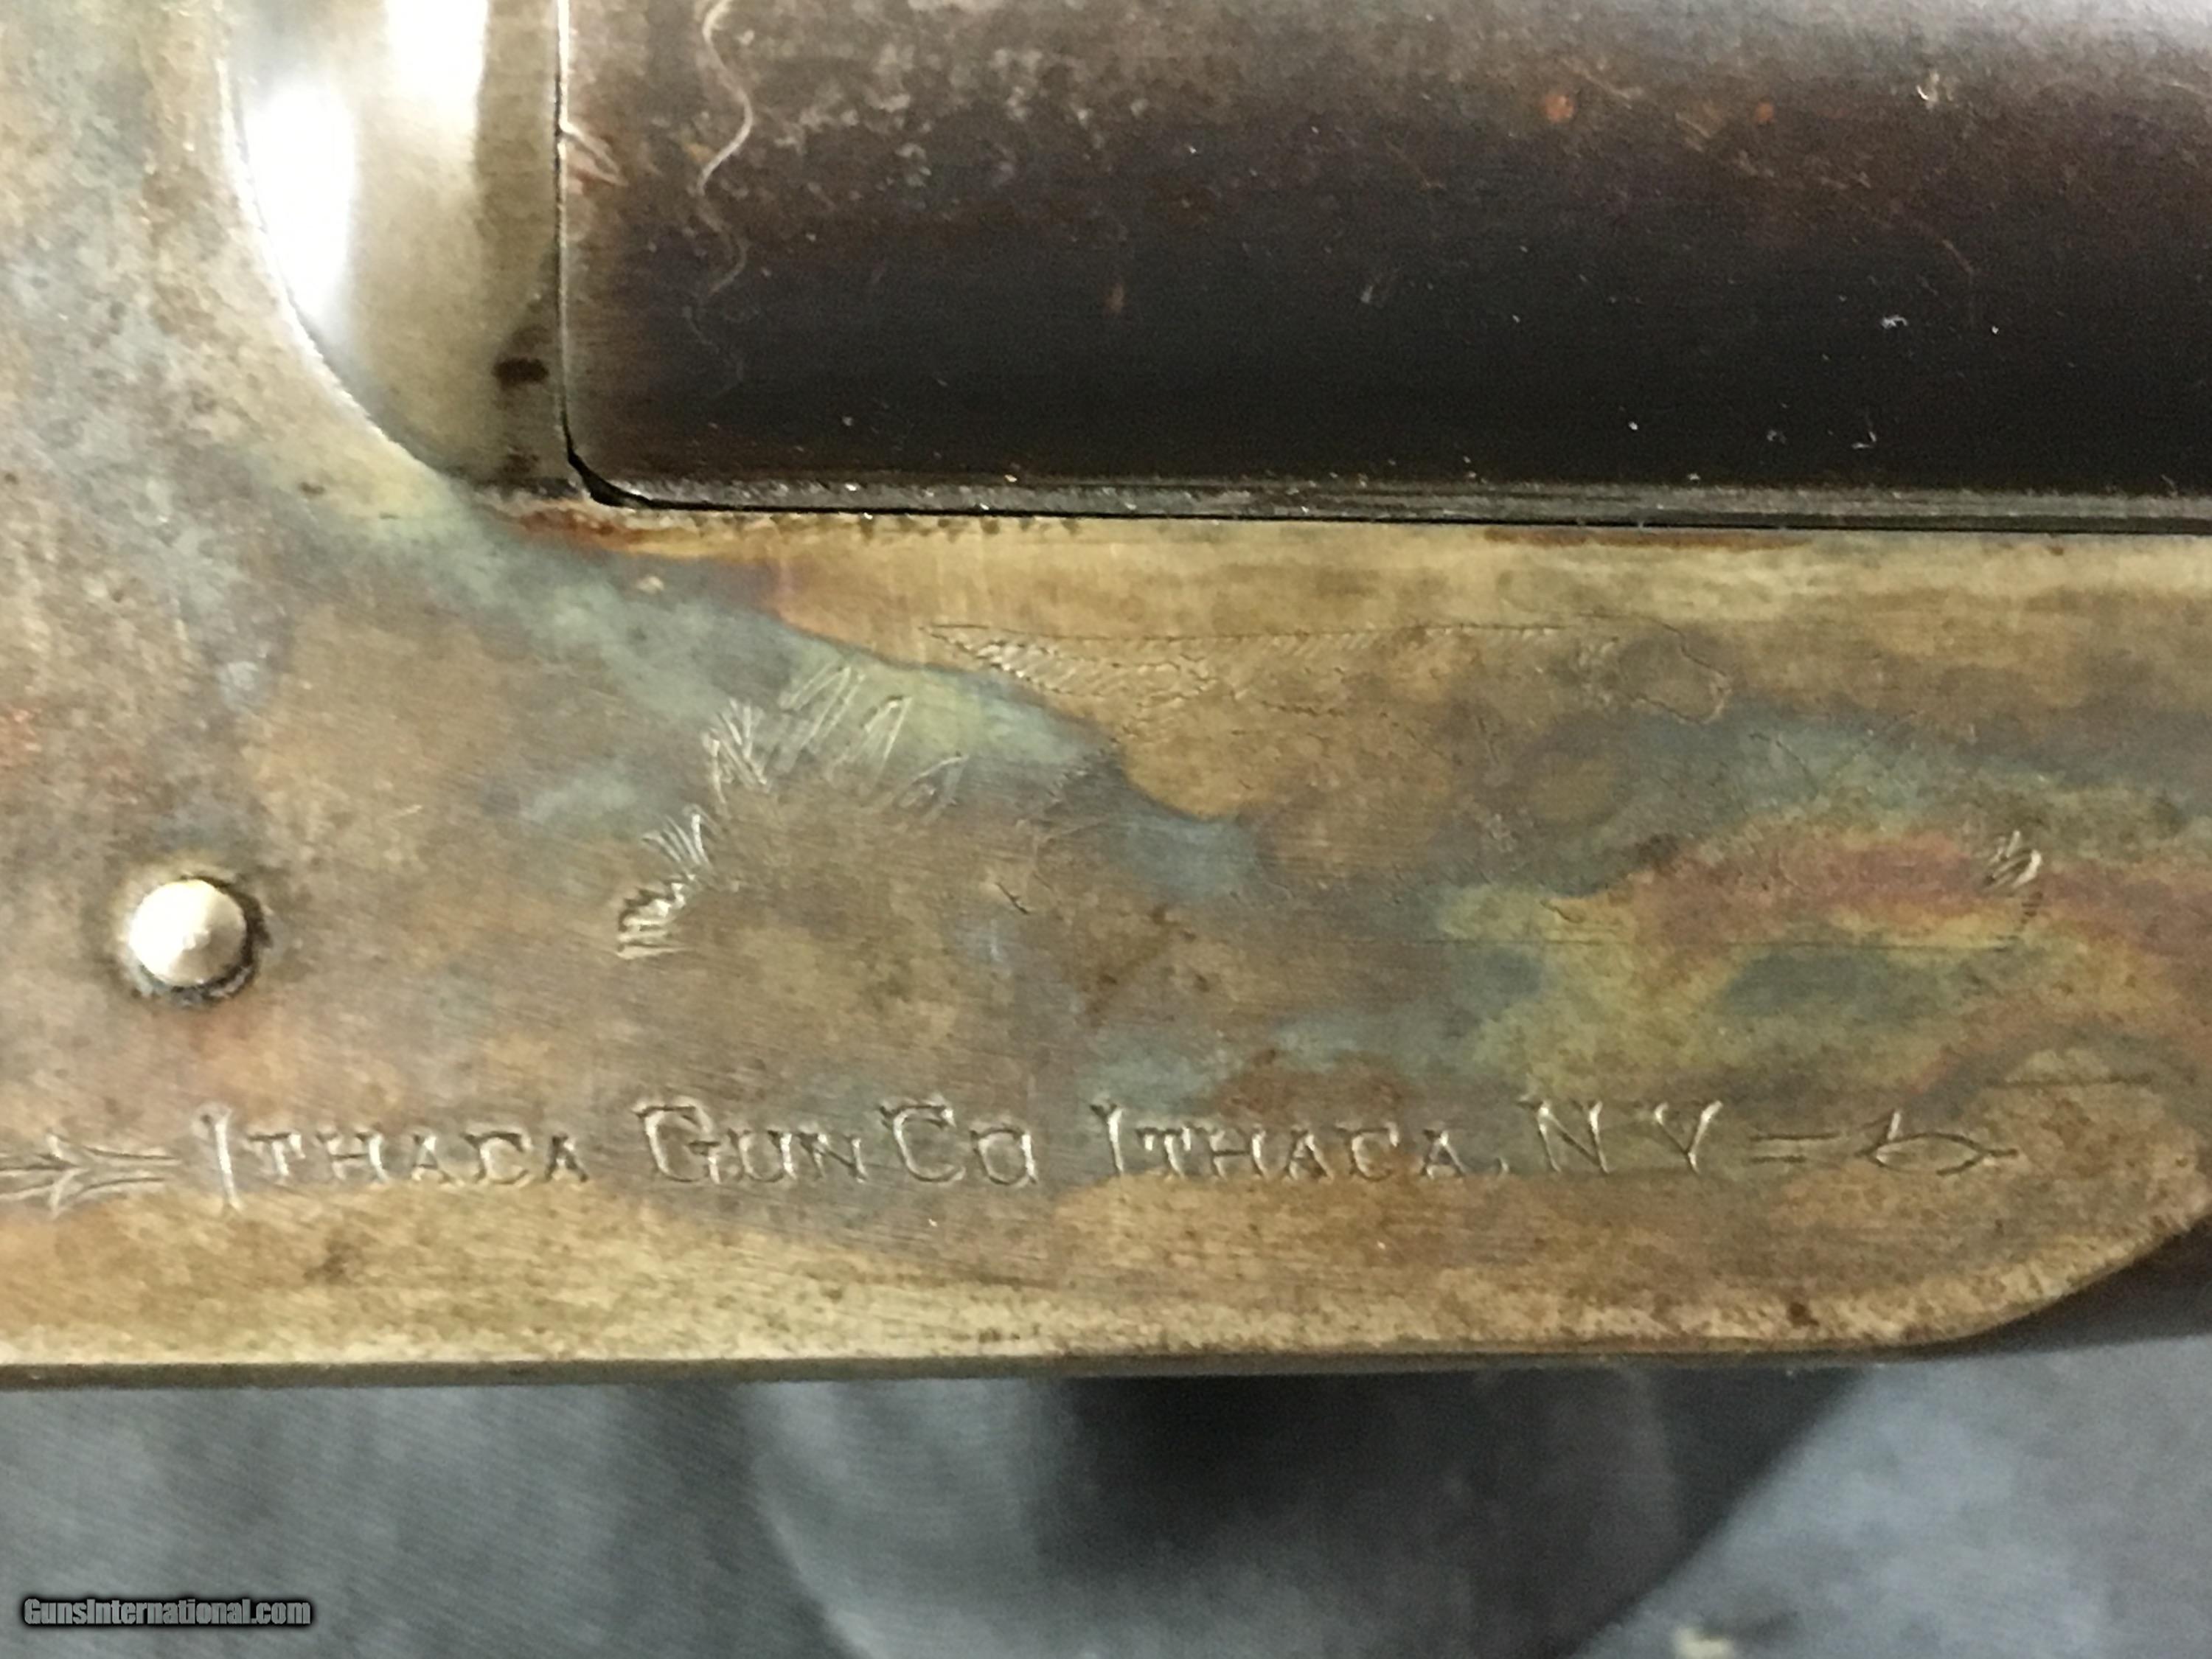 Ithaca Gun Co Ithaca, N Y
GunsInternational.com